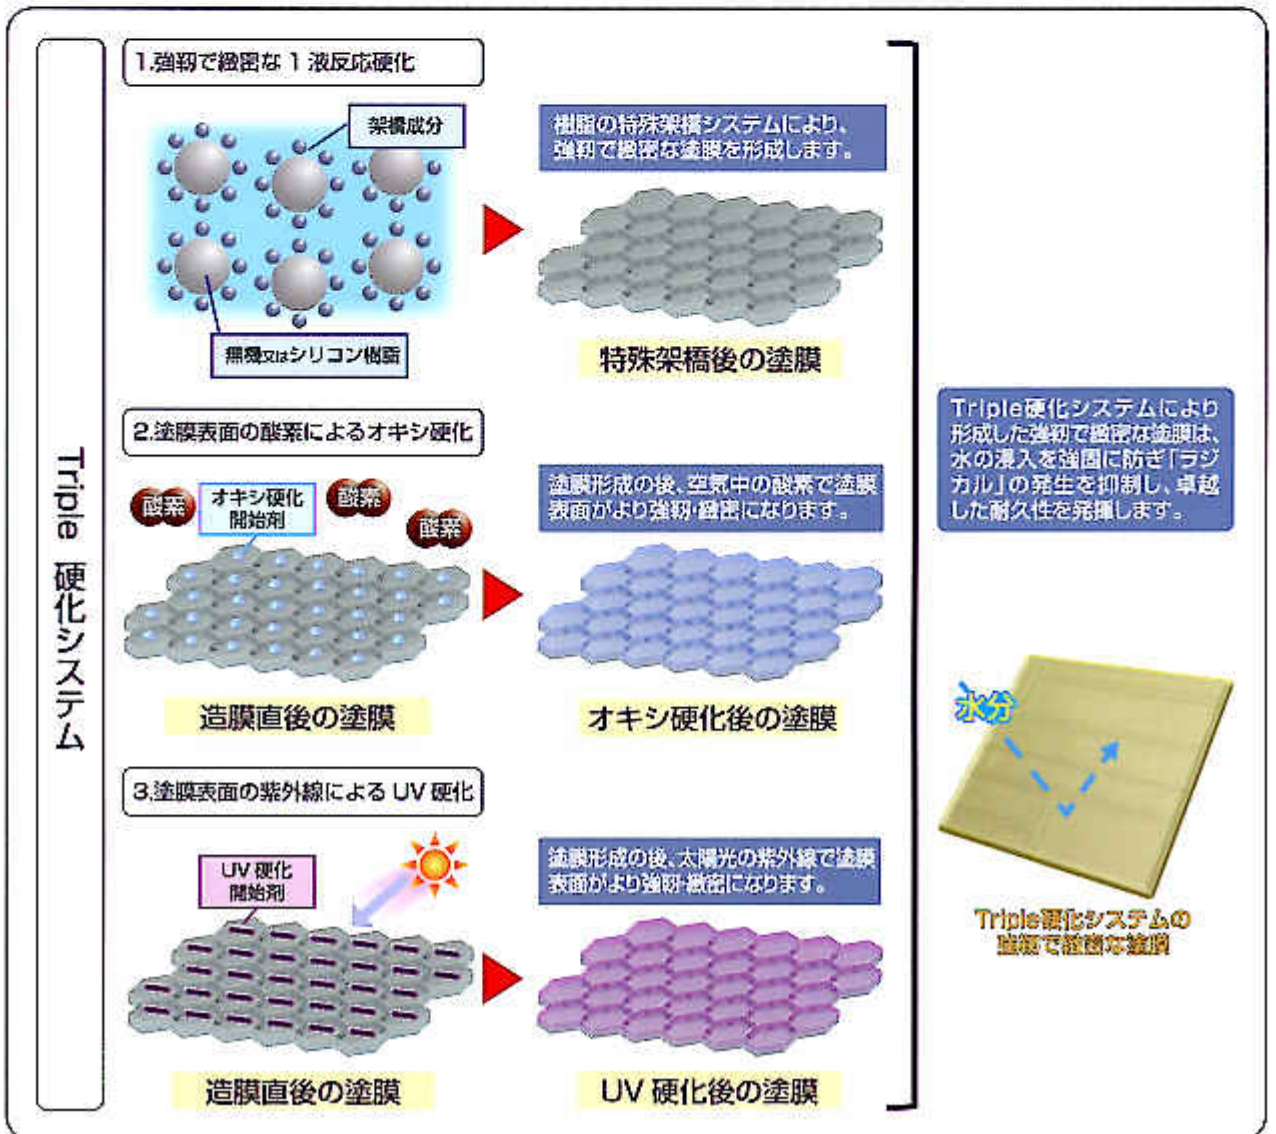 Triple 硬化システム
1.強靭で緻密な 1 液反応硬化
架橋成分
無機又はシリコン樹脂
樹脂の特殊架橋システムにより、
強靭で緻密な塗膜を形成します。
特殊架橋後の塗膜
2.塗膜表面の酸素によるオキシ硬化
酸素
オキシ硬化
開始剤
酸素
酸素
造膜直後の塗膜
塗膜形成の後、空気中の酸素で塗膜
表面がより強靭・緻密になります。
オキシ硬化後の塗膜
3.塗膜表面の紫外線による UV 硬化
UV 硬化
開始剤
造膜直後の塗膜
塗膜形成の後、太陽光の紫外線で塗膜
表面がより強靭・緻密になります。
UV 硬化後の塗膜
Triple硬化システムにより
形成した強靭で緻密な塗膜は、
水の浸入を強固に防ぎ「ラジ
カル」の発生を抑制し、卓越
した耐久性を発揮します。
水分
Triple硬化システムの
強靭で緻密な塗膜